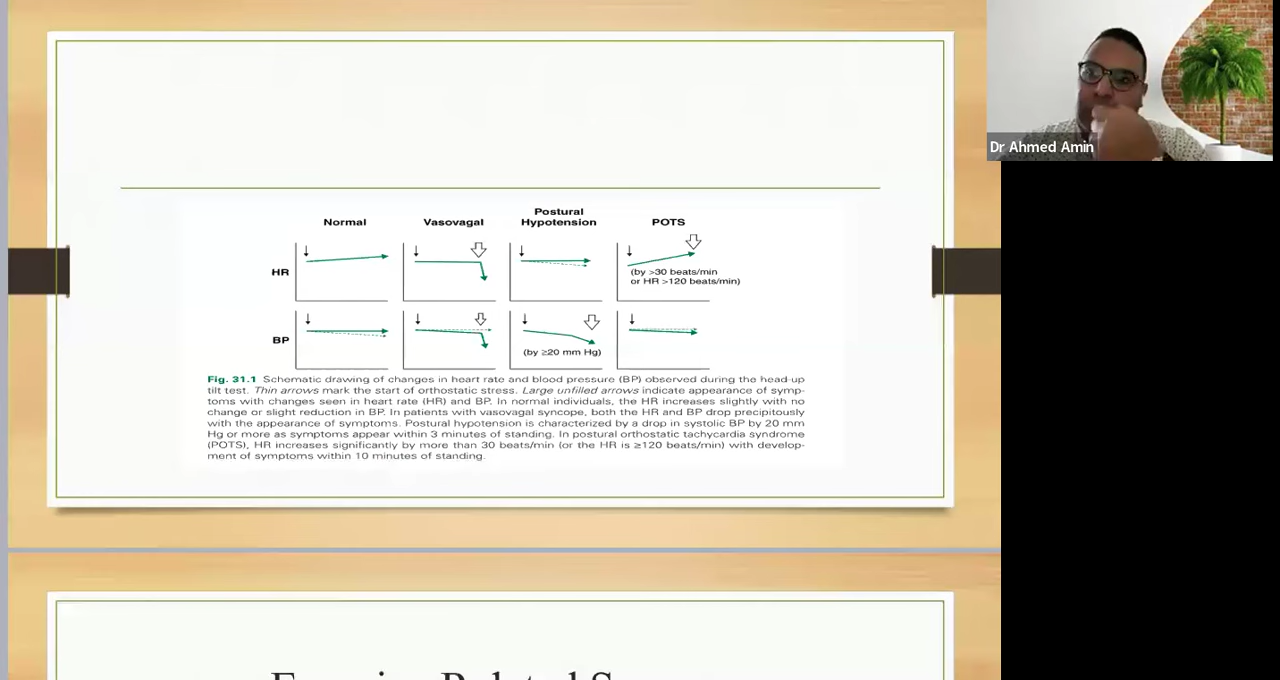 Dr Ahmed Amin
Postural
Normal Vasovagal Hypotension POTS
HR
(by >30 beats/min
or HR >120 beats/min)
BP
(by ≥20 mm Hg)
Fig. 31.1 Schematic drawing of changes in heart rate and blood pressure (BP) observed during the head-up
tilt test. Thin arrows mark the start of orthostatic stress. Large unfilled arrows indicate appearance of symp-
toms with changes seen in heart rate (HR) and BP. In normal individuals, the HR increases slightly with no
change or slight reduction in BP. In patients with vasovagal syncope, both the HR and BP drop precipitously
with the appearance of symptoms. Postural hypotension is characterized by a drop in systolic BP by 20 mm
Hg or more as symptoms appear within 3 minutes of standing. In postural orthostatic tachycardia syndrome
(POTS), HR increases significantly by more than 30 beats/min (or the HR is ≥120 beats/min) with develop-
ment of symptoms within 10 minutes of standing.